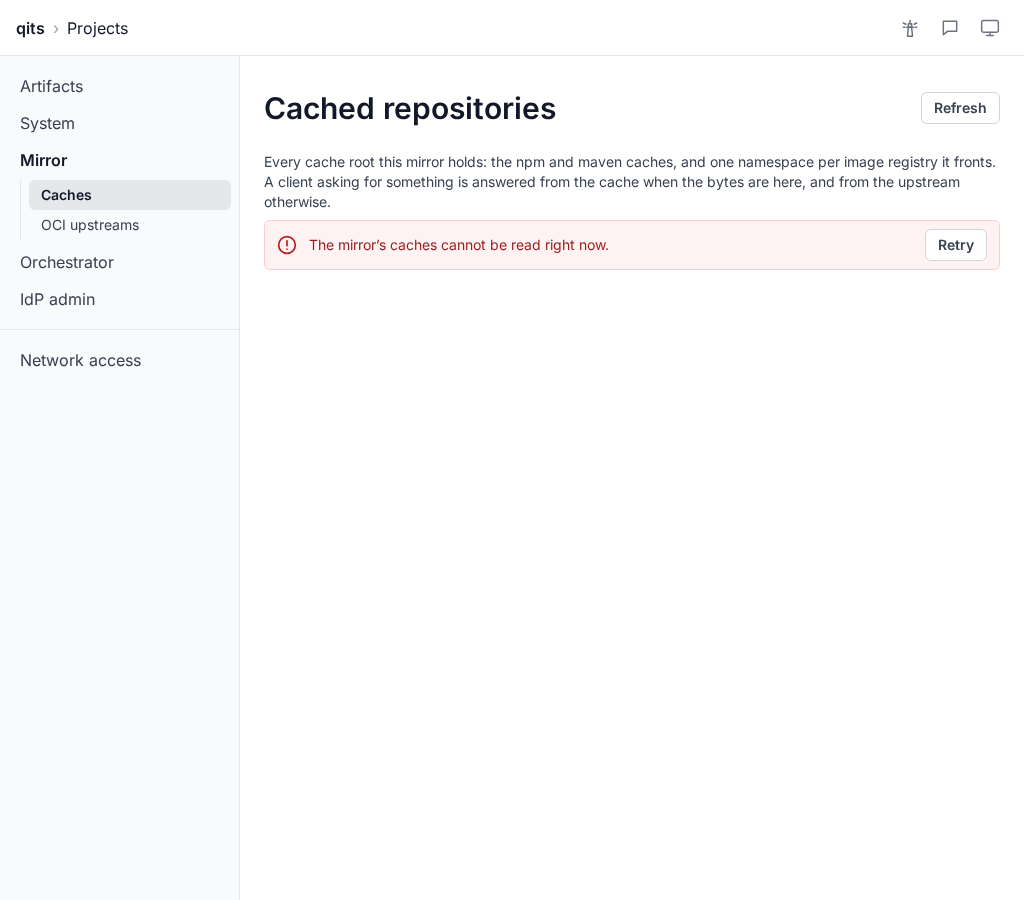 qits › Projects
Artifacts
System
Mirror
Caches
OCI upstreams
Orchestrator
IdP admin
Network access
Cached repositories
Refresh
Every cache root this mirror holds: the npm and maven caches, and one namespace per image registry it fronts.
A client asking for something is answered from the cache when the bytes are here, and from the upstream
otherwise.
The mirror’s caches cannot be read right now.
Retry